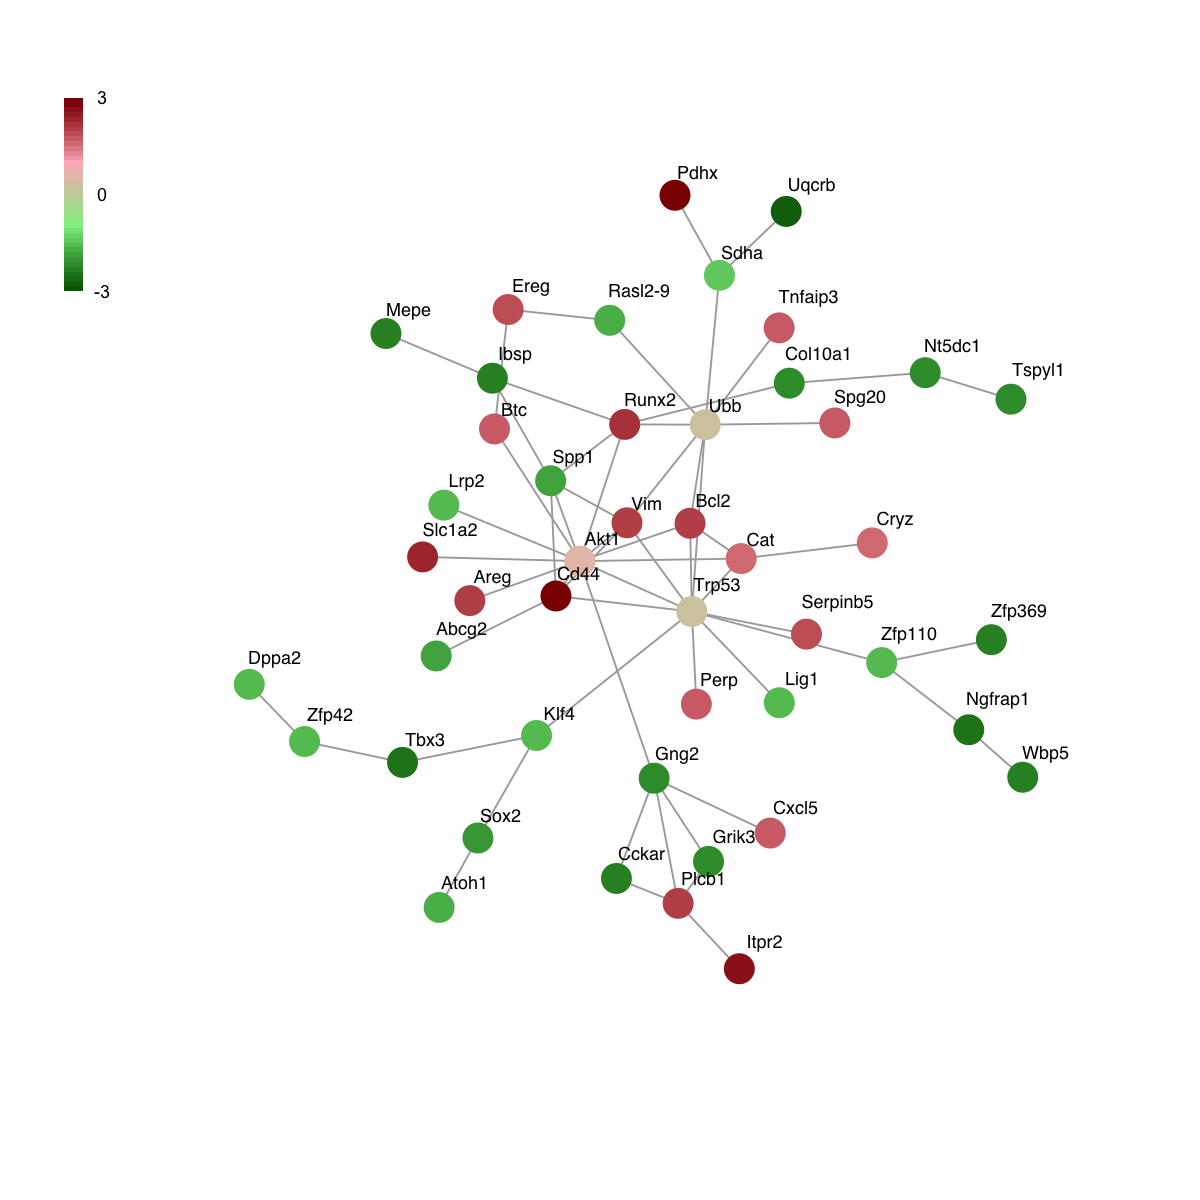 3
0
-3
Pdhx
Uqcrb
Sdha
Ereg
Rasl2-9
Tnfaip3
Mepe
Ibsp
Col10a1
Nt5dc1
Tspyl1
Btc
Runx2
Ubb
Spg20
Spp1
Lrp2
Vim
Bcl2
Slc1a2
Akt1
Cat
Cryz
Areg
Cd44
Trp53
Abcg2
Serpinb5
Zfp110
Zfp369
Dppa2
Perp
Lig1
Ngfrap1
Zfp42
Tbx3
Klf4
Gng2
Wbp5
Sox2
Cxcl5
Grik3
Cckar
Plcb1
Atoh1
Itpr2